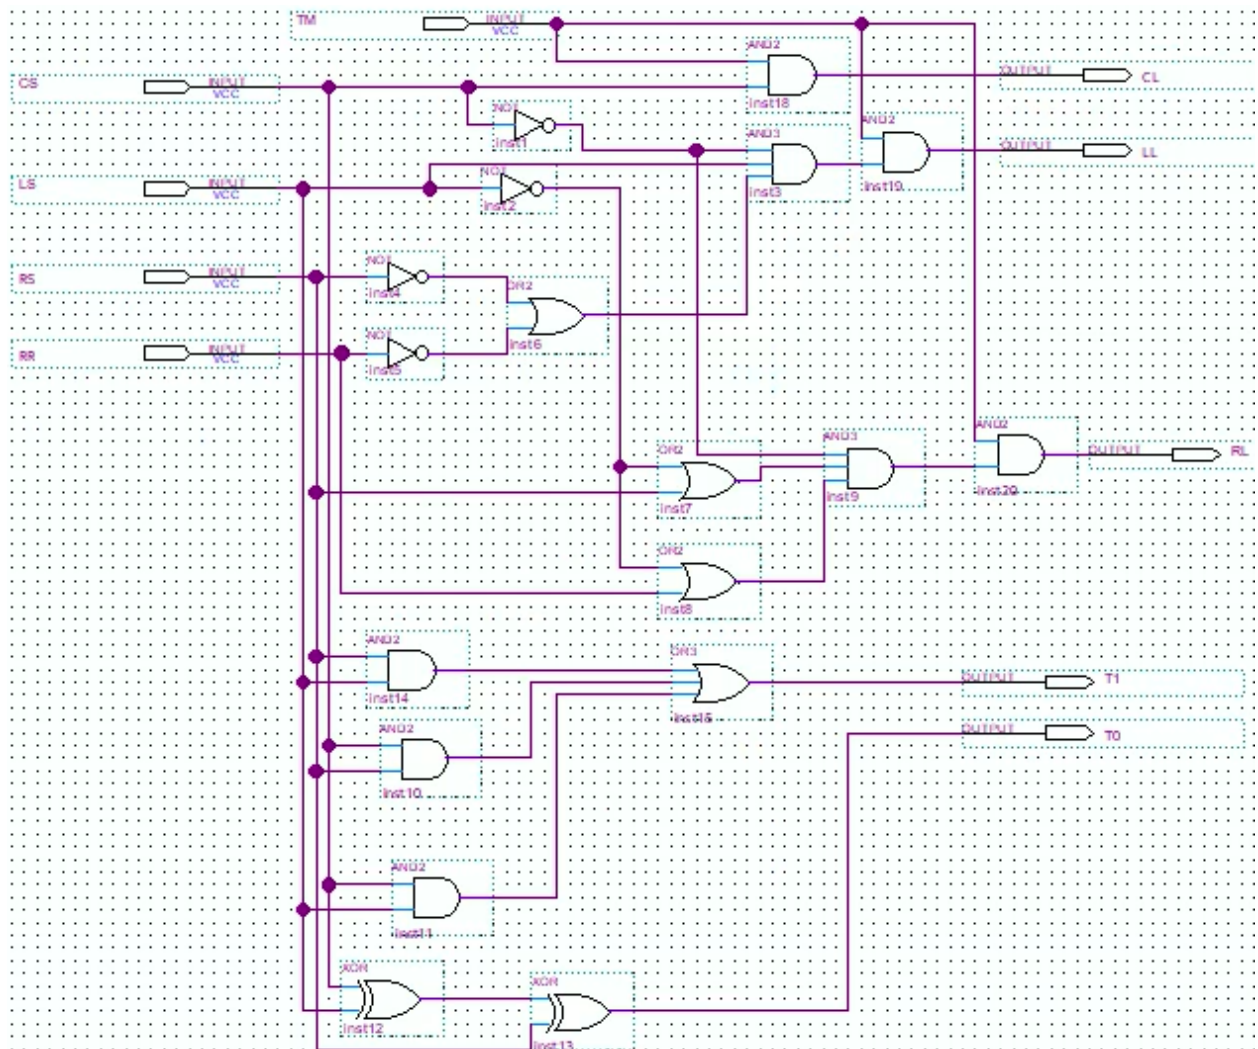 TM
INPUT
VCC
AND2
CS
INPUT
VCC
OUTPUT
CL
inst18
NOT
inst1
AND3
AND2
OUTPUT
LL
LS
INPUT
VCC
NOT
inst2
inst3
inst19
RS
INPUT
VCC
NOT
inst4
OR2
RR
INPUT
VCC
NOT
inst5
inst6
OR2
AND3
AND2
OUTPUT
RL
inst7
inst9
inst20
OR2
inst8
AND2
inst14
OR3
inst15
OUTPUT
T1
AND2
inst10
OUTPUT
T0
AND2
inst11
XOR
inst12
XOR
inst13